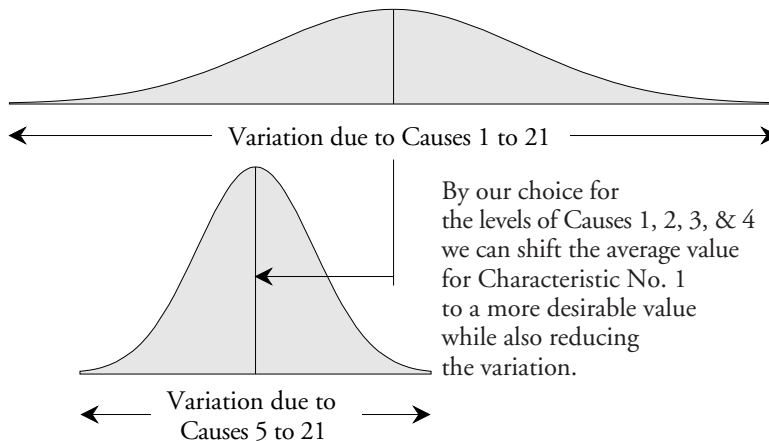 Variation due to Causes 1 to 21
By our choice for
the levels of Causes 1, 2, 3, & 4
we can shift the average value
for Characteristic No. 1
to a more desirable value
while also reducing
the variation.
Variation due to
Causes 5 to 21